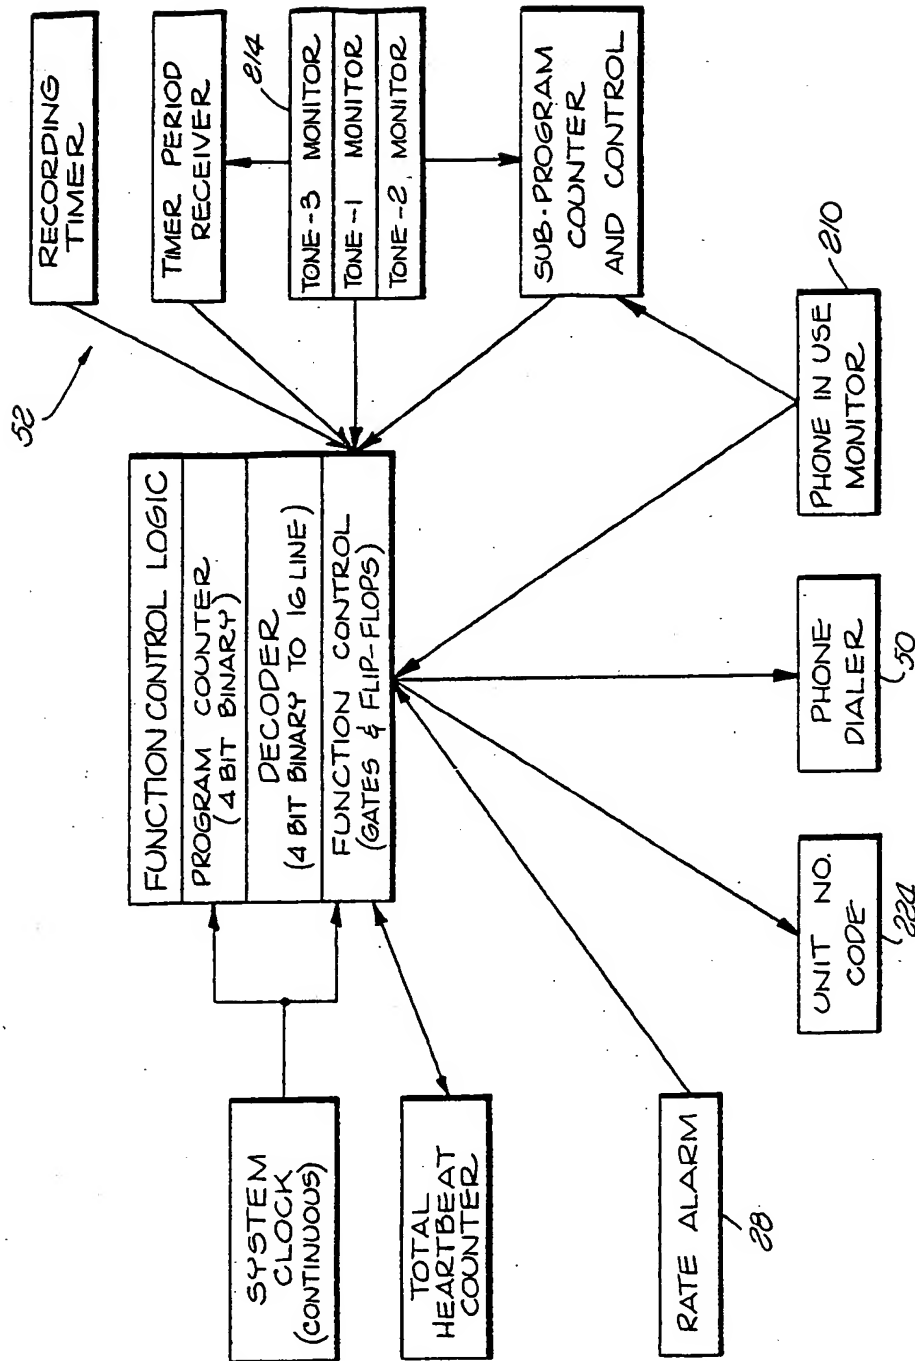 52
RECORDING
TIMER
TIMER PERIOD
RECEIVER
214
TONE-3 MONITOR
TONE-1 MONITOR
TONE-2 MONITOR
SUB-PROGRAM
COUNTER
AND CONTROL
FUNCTION CONTROL LOGIC
PROGRAM COUNTER
(4 BIT BINARY)
DECODER
(4 BIT BINARY TO 16 LINE)
FUNCTION CONTROL
(GATES & FLIP-FLOPS)
SYSTEM
CLOCK
(CONTINUOUS)
TOTAL
HEARTBEAT
COUNTER
RATE ALARM
28
UNIT NO.
CODE
224
PHONE
DIALER
50
PHONE IN USE
MONITOR
210